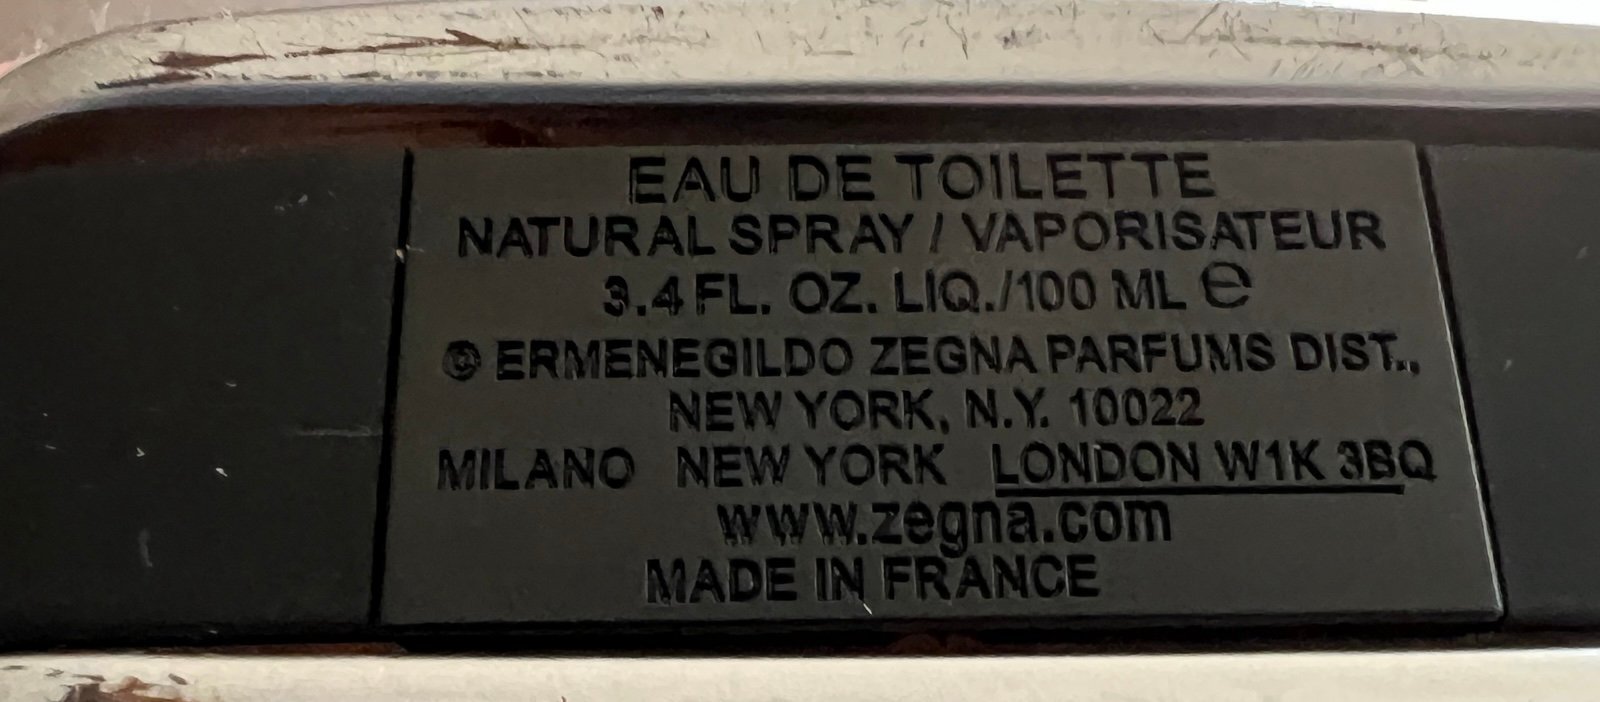 EAU DE TOILETTE
NATURAL SPRAY / VAPORISATEUR
3.4 FL. OZ. LIQ./100 ML ℮
© ERMENEGILDO ZEGNA PARFUMS DIST.,
NEW YORK, N.Y. 10022
MILANO NEW YORK LONDON W1K 3BQ
www.zegna.com
MADE IN FRANCE